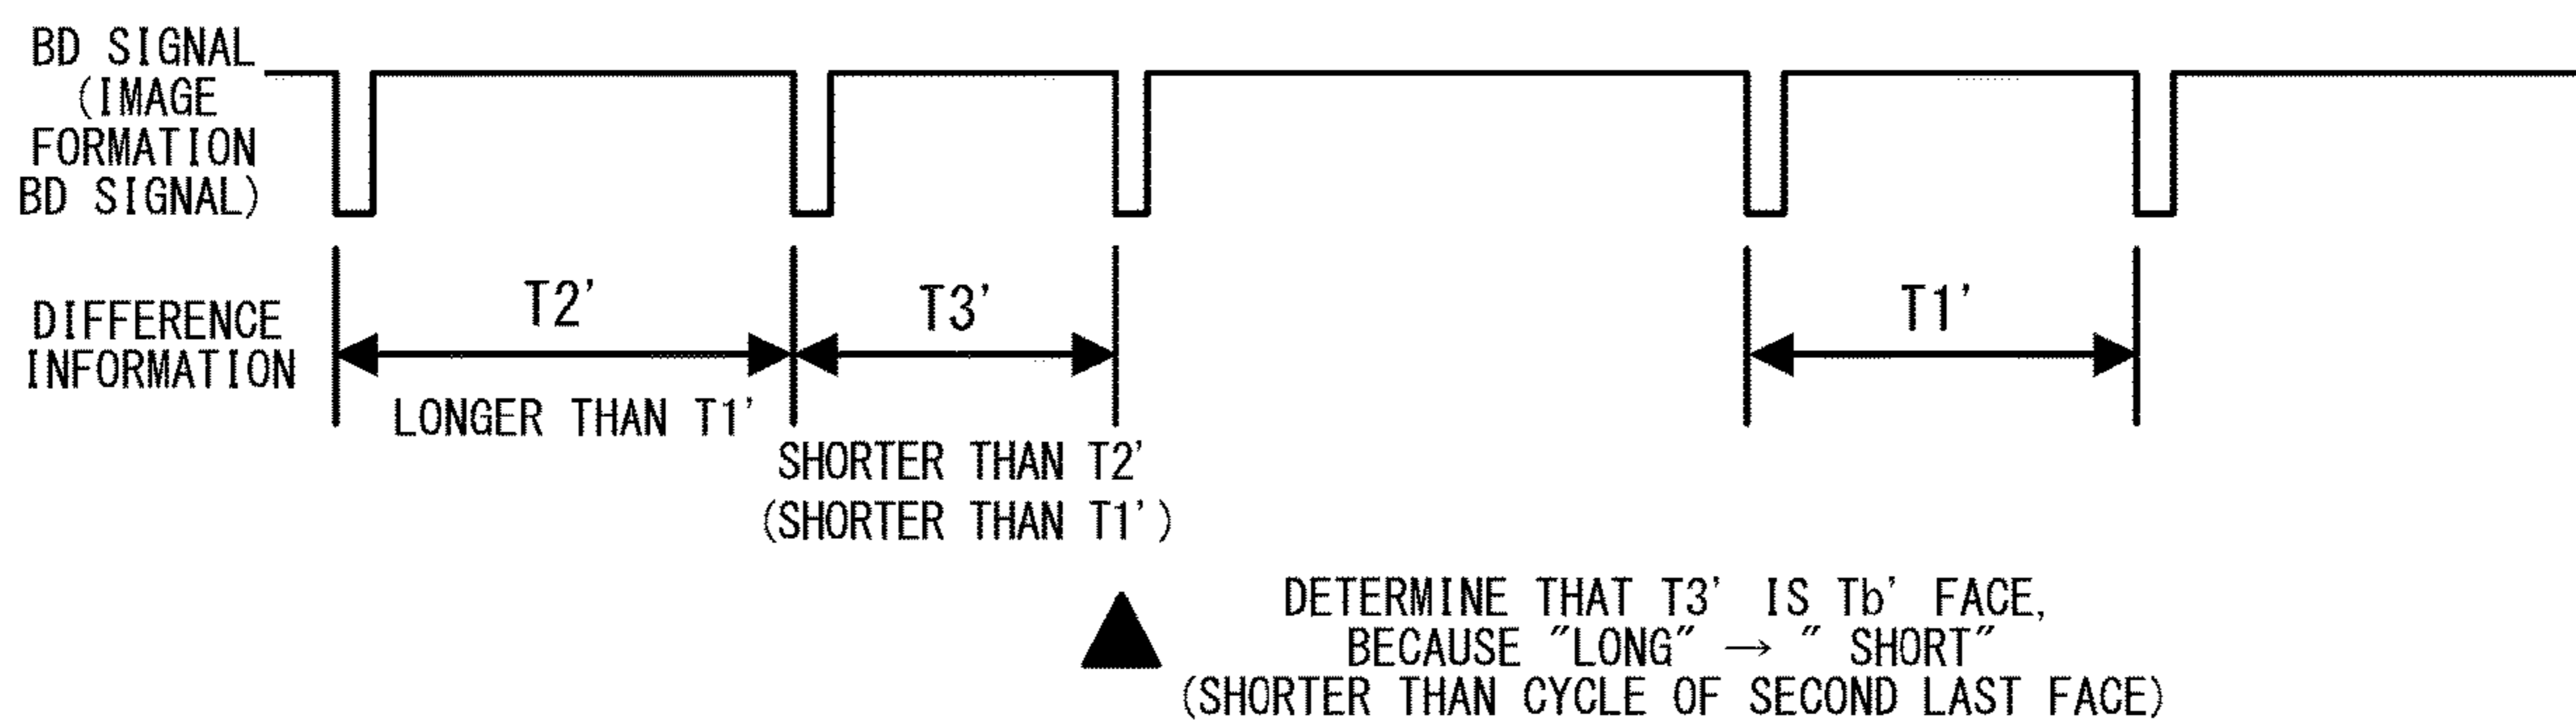 BD SIGNAL
(IMAGE
FORMATION
BD SIGNAL)
DIFFERENCE
INFORMATION
T2'
T3'
T1'
LONGER THAN T1'
SHORTER THAN T2'
(SHORTER THAN T1')
DETERMINE THAT T3' IS Tb' FACE,
BECAUSE "LONG" → " SHORT"
(SHORTER THAN CYCLE OF SECOND LAST FACE)